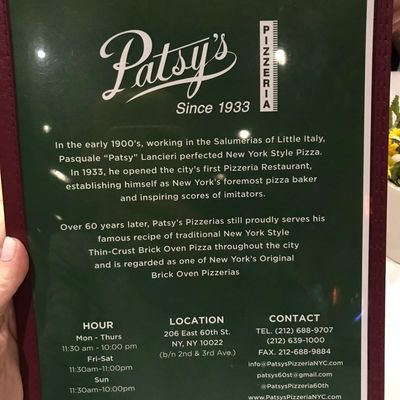 Patsy's
PIZZERIA
Since 1933
In the early 1900's, working in the Salumerias of Little Italy,
Pasquale "Patsy" Lancieri perfected New York Style Pizza.
In 1933, he opened the city's first Pizzeria Restaurant,
establishing himself as New York's foremost pizza baker
and inspiring scores of imitators.
Over 60 years later, Patsy's Pizzerias still proudly serves his
famous recipe of traditional New York Style
Thin-Crust Brick Oven Pizza throughout the city
and is regarded as one of New York's Original
Brick Oven Pizzerias
HOUR
Mon - Thurs
11:30 am - 10:00 pm
Fri-Sat
11:30am-11:00pm
Sun
11:30am-10:00pm
LOCATION
206 East 60th St.
NY, NY 10022
(b/n 2nd & 3rd Ave.)
CONTACT
TEL. (212) 688-9707
(212) 639-1000
FAX. 212-688-9884
info@PatsysPizzeriaNYC.com
patsys60st@gmail.com
@PatsysPizzeria60th
www.PatsysPizzeriaNYC.com